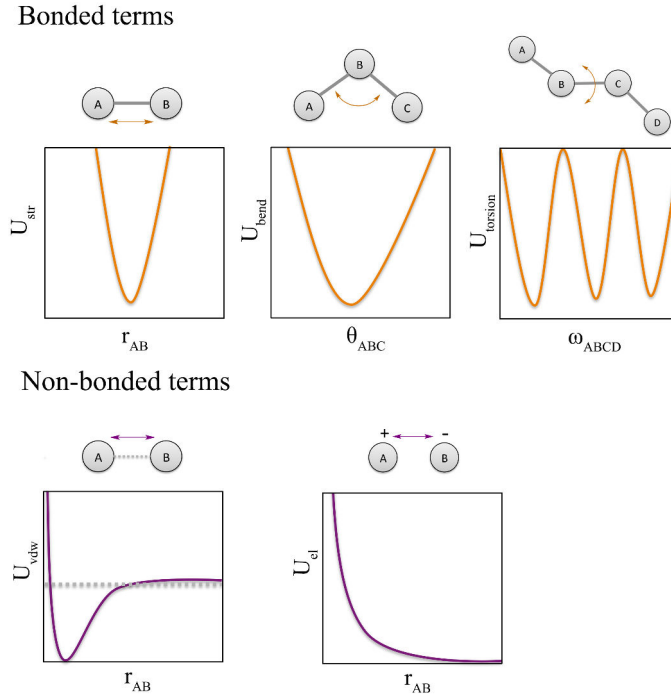 Bonded terms
A B
A B C
A B C D
U_str
r_AB
U_bend
θ_ABC
U_torsion
ω_ABCD
Non-bonded terms
A B
+ -
A B
U_vdw
r_AB
U_el
r_AB